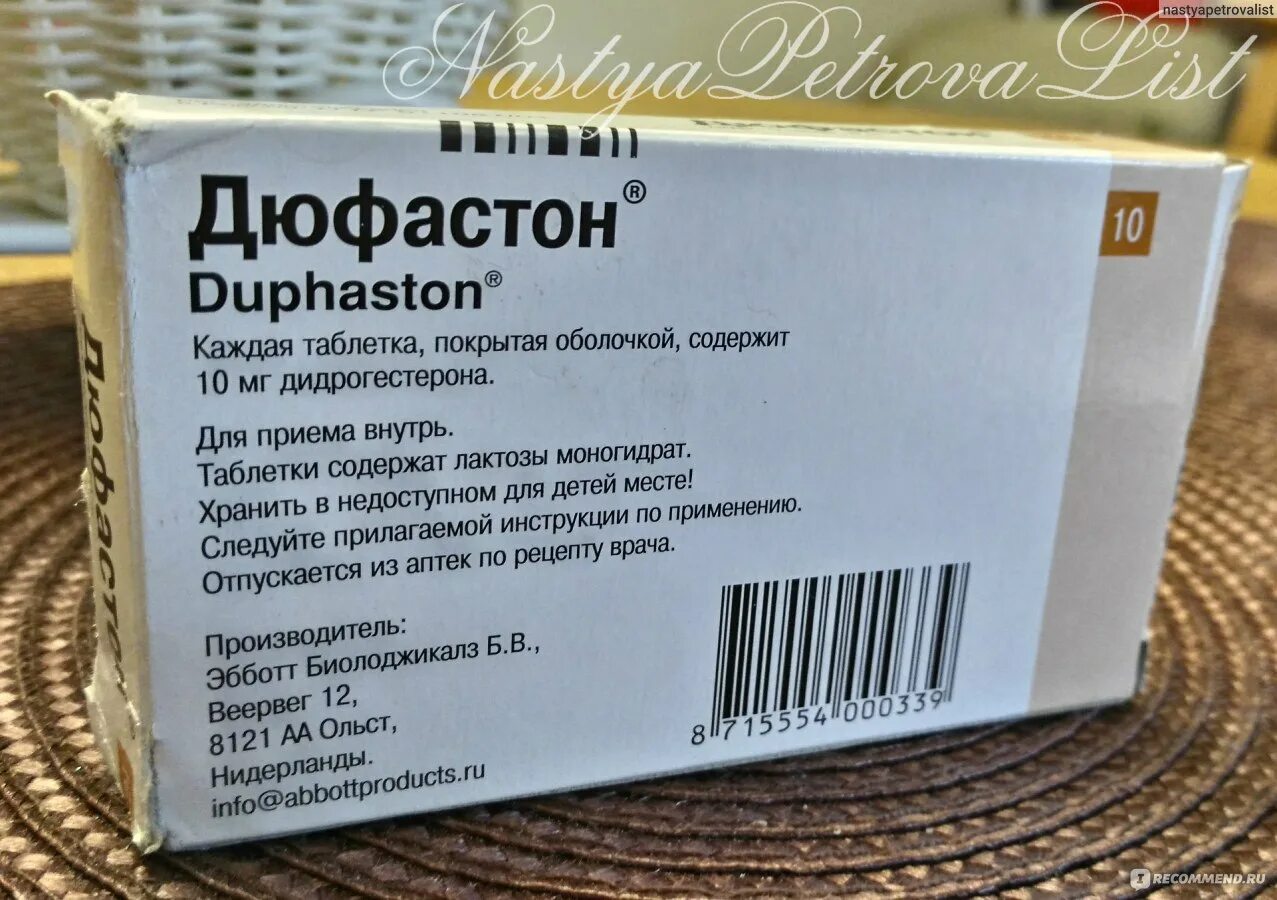 nastyapetrovalist
NastyaPetrovaList
Дюфастон®
Duphaston®
10
Каждая таблетка, покрытая оболочкой, содержит
10 мг дидрогестерона.
Для приема внутрь.
Таблетки содержат лактозы моногидрат.
Хранить в недоступном для детей месте!
Следуйте прилагаемой инструкции по применению.
Отпускается из аптек по рецепту врача.
Производитель:
Эбботт Биолоджикалз Б.В.,
Веервег 12,
8121 АА Ольст,
Нидерланды.
info@abbottproducts.ru
8 715554 000339
Дюфастон
IRECOMMEND.RU